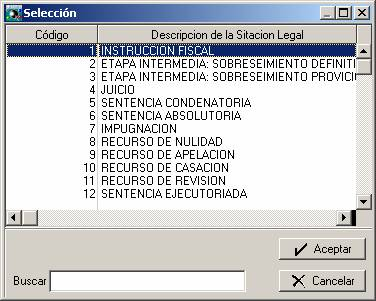 Selección
Código Descripcion de la Sitacion Legal
1 INSTRUCCION FISCAL
2 ETAPA INTERMEDIA: SOBRESEIMIENTO DEFINITI
3 ETAPA INTERMEDIA: SOBRESEIMIENTO PROVICI
4 JUICIO
5 SENTENCIA CONDENATORIA
6 SENTENCIA ABSOLUTORIA
7 IMPUGNACION
8 RECURSO DE NULIDAD
9 RECURSO DE APELACION
10 RECURSO DE CASACION
11 RECURSO DE REVISION
12 SENTENCIA EJECUTORIADA
Aceptar
Buscar
Cancelar